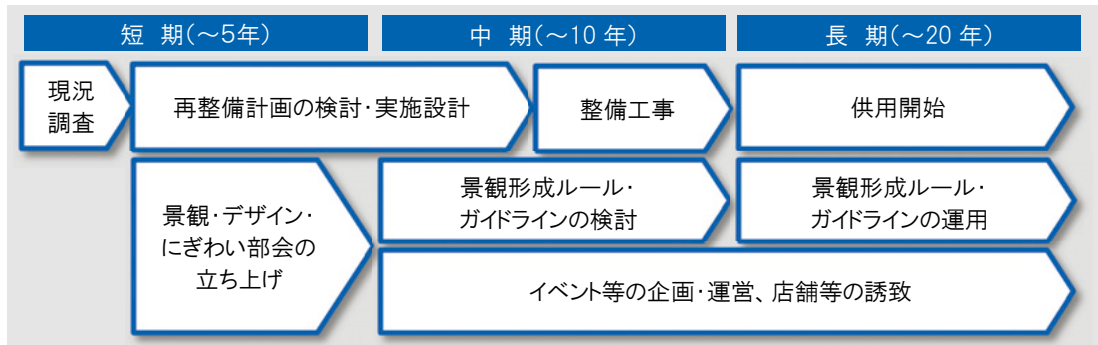 短 期(～5年)
中 期(～10 年)
長 期(～20 年)
現況
調査
再整備計画の検討・実施設計
整備工事
供用開始
景観・デザイン・
にぎわい部会の
立ち上げ
景観形成ルール・
ガイドラインの検討
景観形成ルール・
ガイドラインの運用
イベント等の企画・運営、店舗等の誘致